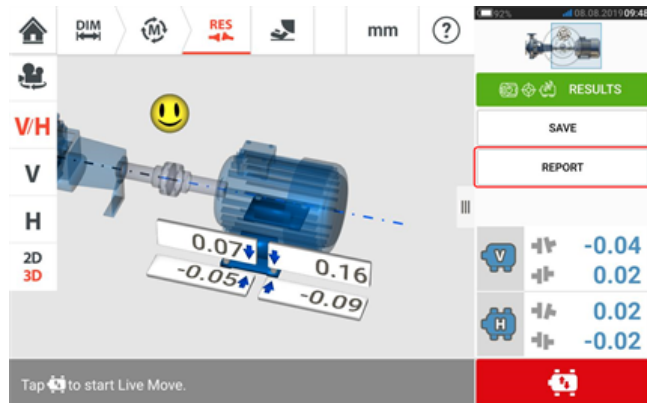 DIM
M
RES
mm
?
92%
08.08.2019 09:48
RESULTS
SAVE
REPORT
V/H
V
H
2D
3D
0.07
0.16
-0.05
-0.09
V
-0.04
0.02
H
0.02
-0.02
Tap to start Live Move.